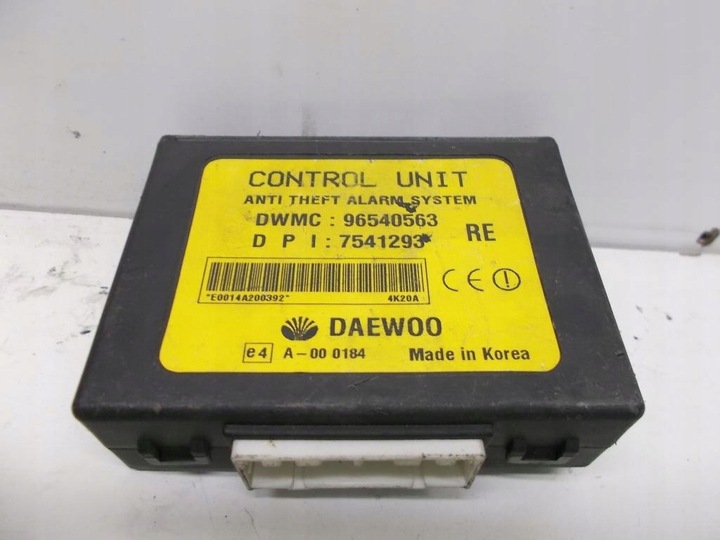 CONTROL UNIT
ANTI THEFT ALARM SYSTEM
DWMC : 96540563
D P I : 7541293 RE
"E0014A200392" 4K20A
CE
DAEWOO
e4 A-00 0184 Made in Korea